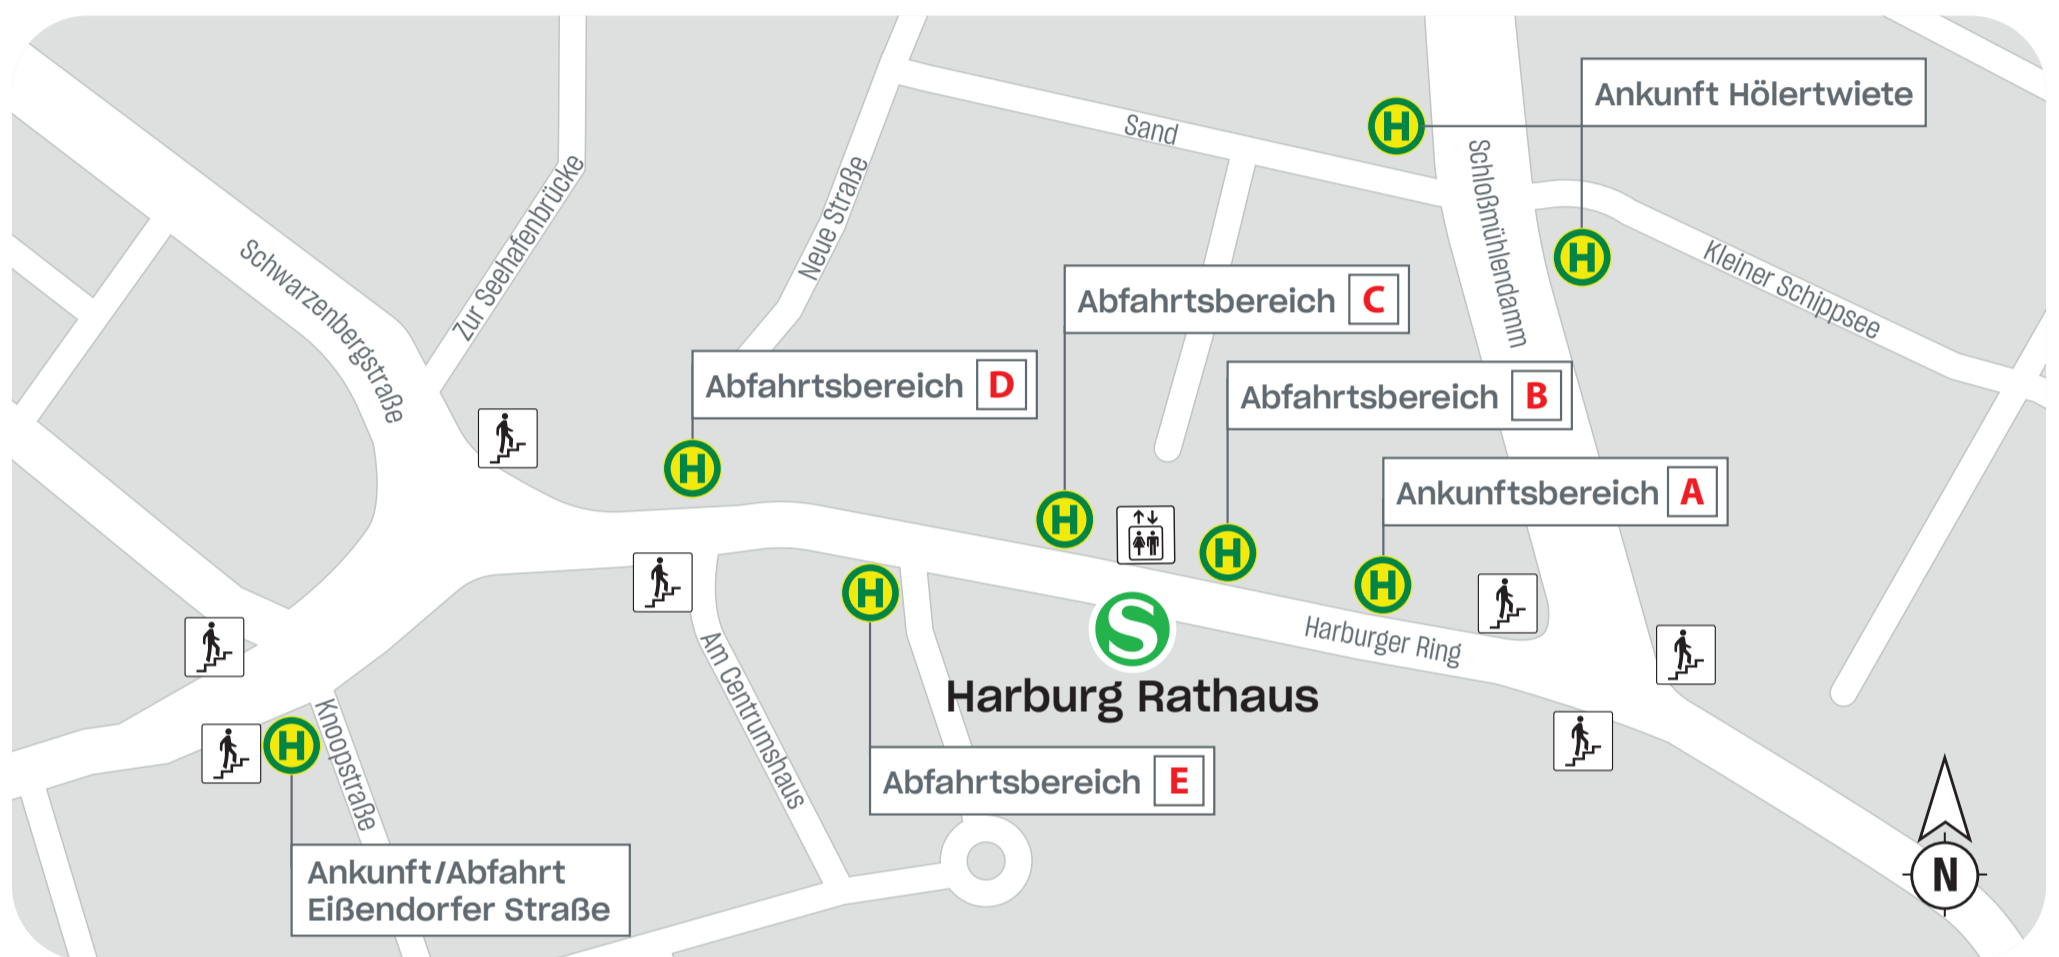 Ankunft Hölertwiete
H
Sand
Schloßmühlendamm
Neue Straße
Zur Seehafenbrücke
Schwarzenbergstraße
H
Kleiner Schippsee
Abfahrtsbereich C
Abfahrtsbereich D
Abfahrtsbereich B
H
Ankunftsbereich A
H
H
H
H
S
Harburg Rathaus
Harburger Ring
Am Centrumshaus
Knoopstraße
H
Abfahrtsbereich E
Ankunft/Abfahrt
Eißendorfer Straße
N